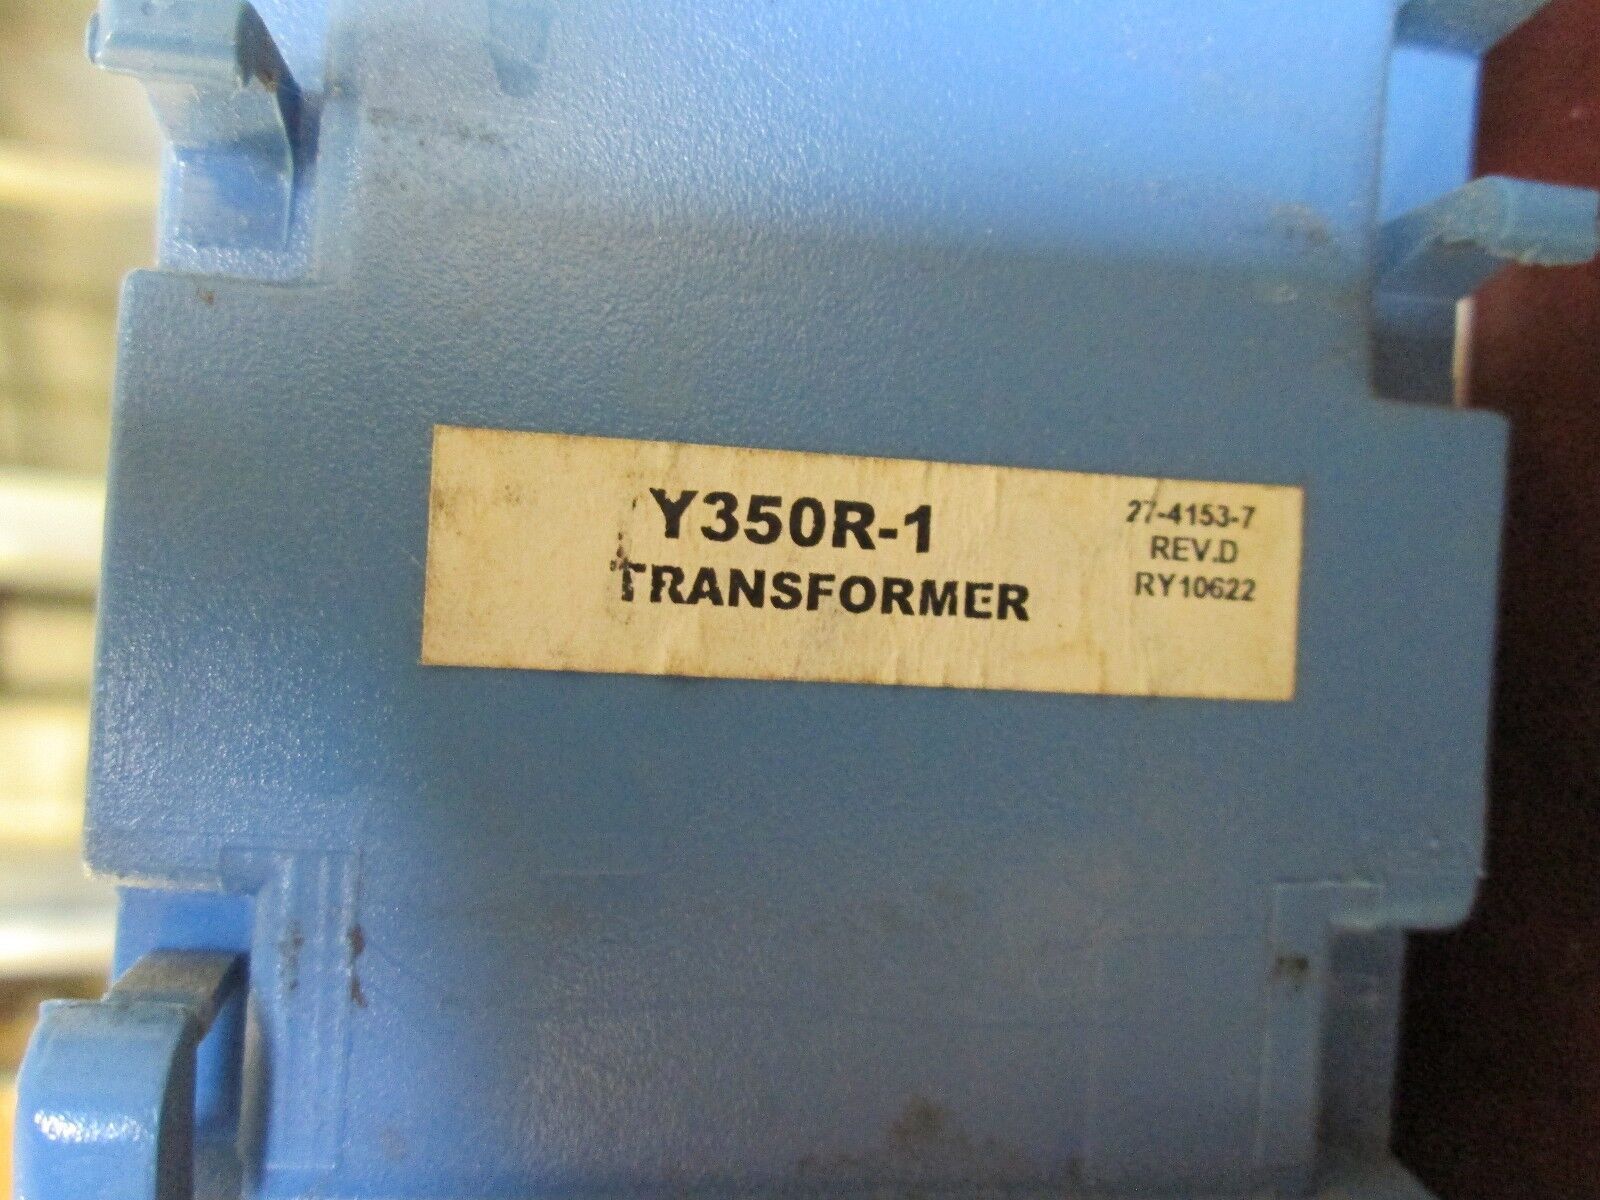 Y350R-1
TRANSFORMER
27-4153-7
REV.D
RY10622